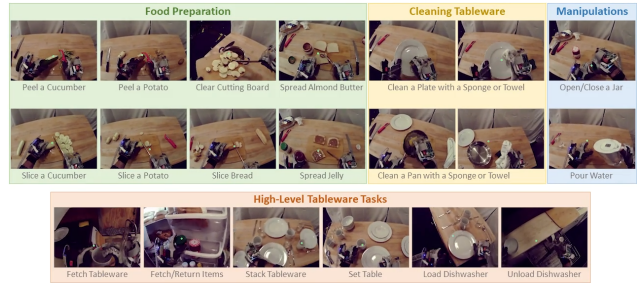 Food Preparation
Cleaning Tableware
Manipulations
Peel a Cucumber
Peel a Potato
Clear Cutting Board
Spread Almond Butter
Clean a Plate with a Sponge or Towel
Open/Close a Jar
Slice a Cucumber
Slice a Potato
Slice Bread
Spread Jelly
Clean a Pan with a Sponge or Towel
Pour Water
High-Level Tableware Tasks
Fetch Tableware
Fetch/Return Items
Stack Tableware
Set Table
Load Dishwasher
Unload Dishwasher